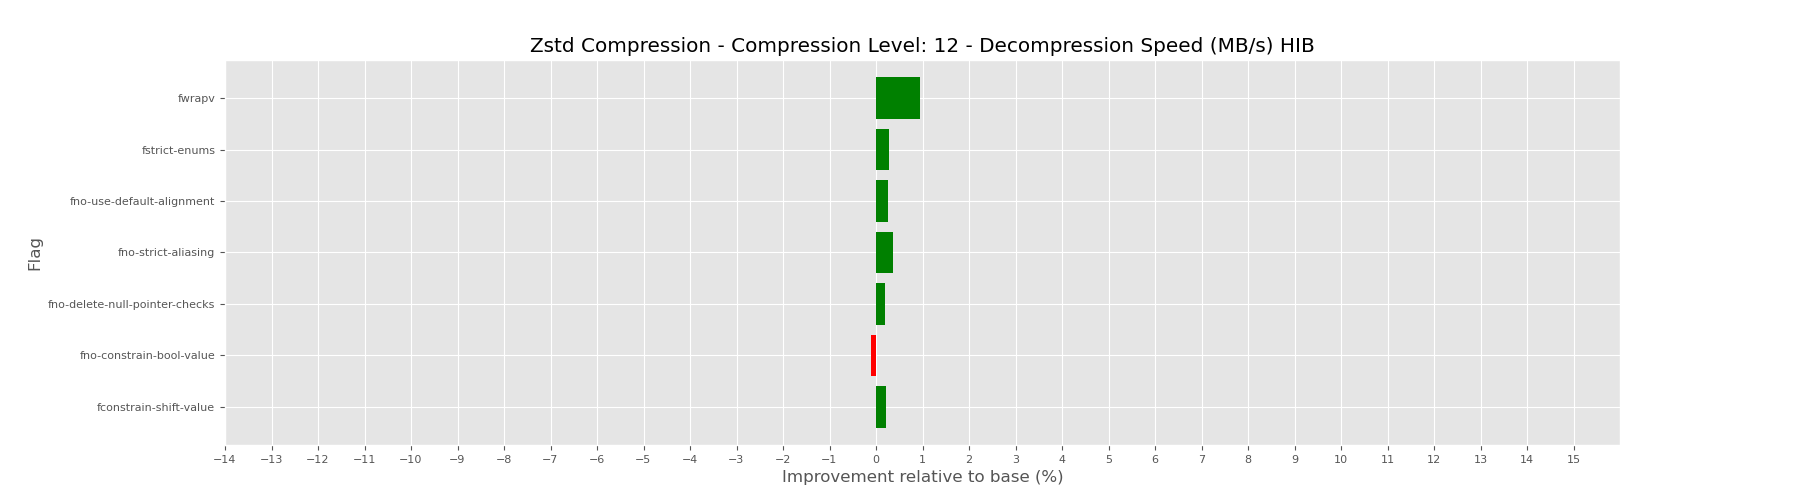 Zstd Compression - Compression Level: 12 - Decompression Speed (MB/s) HIB
Flag
fwrapv
fstrict-enums
fno-use-default-alignment
fno-strict-aliasing
fno-delete-null-pointer-checks
fno-constrain-bool-value
fconstrain-shift-value
−14 −13 −12 −11 −10 −9 −8 −7 −6 −5 −4 −3 −2 −1 0 1 2 3 4 5 6 7 8 9 10 11 12 13 14 15
Improvement relative to base (%)